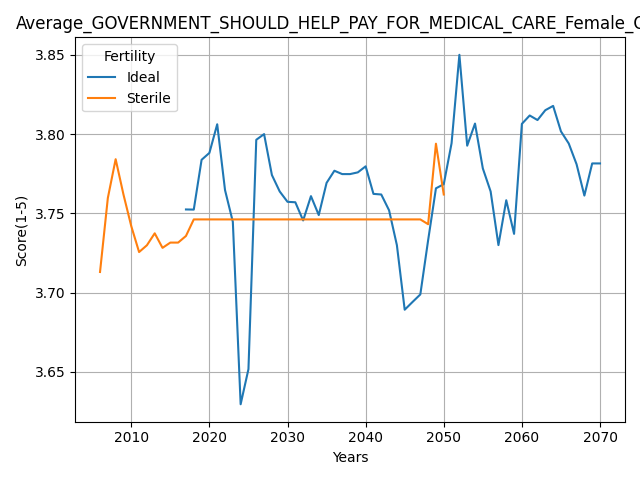 Average_GOVERNMENT_SHOULD_HELP_PAY_FOR_MEDICAL_CARE_Female_
Fertility
Ideal
Sterile
Score(1-5)
3.85
3.80
3.75
3.70
3.65
2010 2020 2030 2040 2050 2060 2070
Years